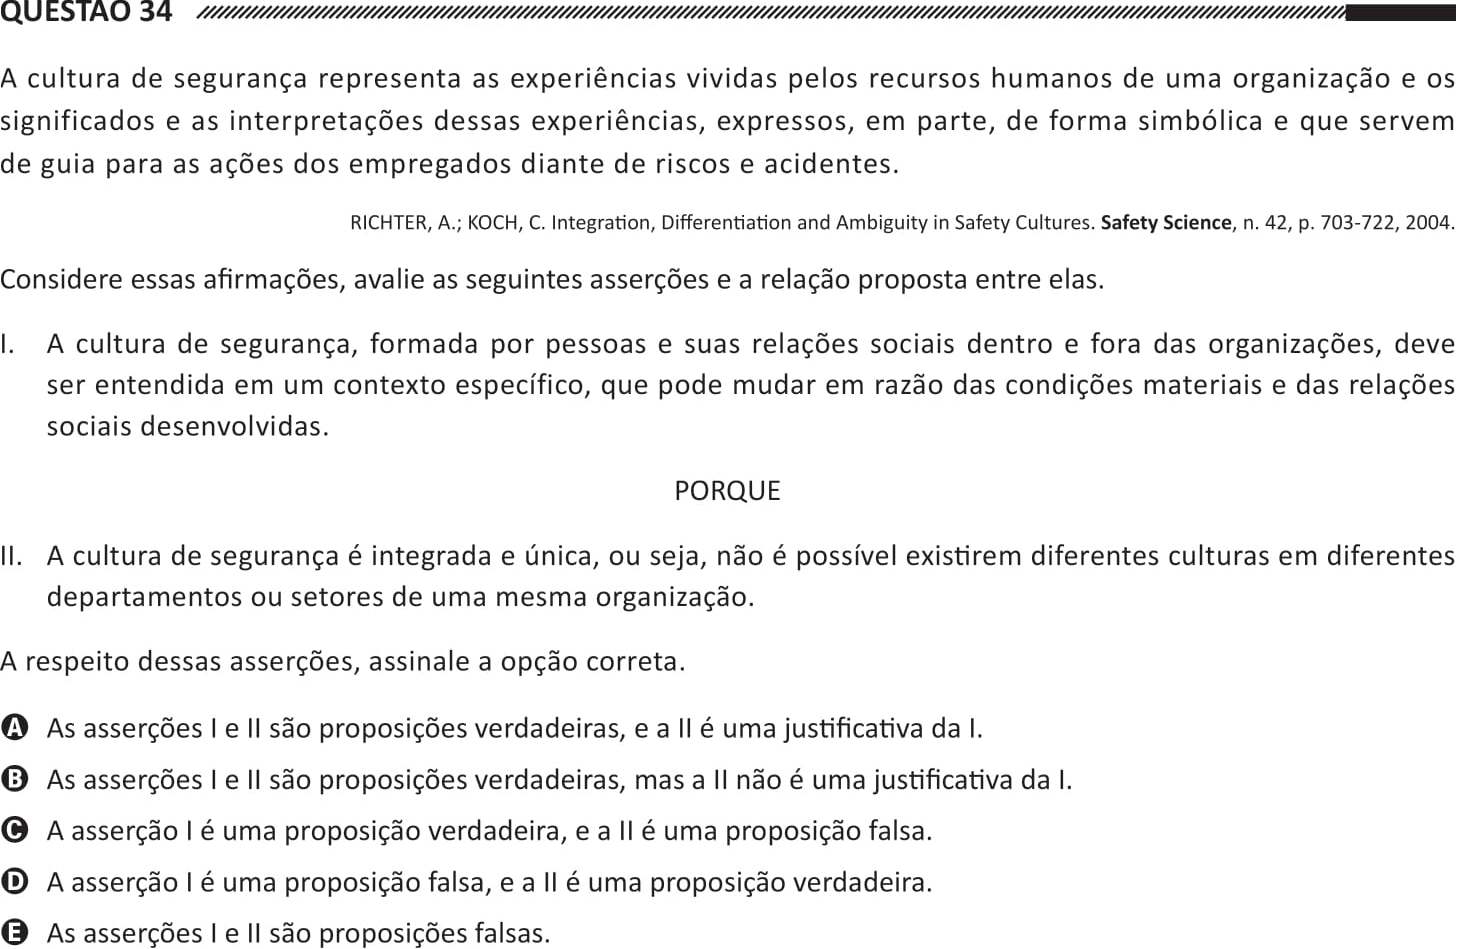 QUESTÃO 34
A cultura de segurança representa as experiências vividas pelos recursos humanos de uma organização e os
significados e as interpretações dessas experiências, expressos, em parte, de forma simbólica e que servem
de guia para as ações dos empregados diante de riscos e acidentes.
RICHTER, A.; KOCH, C. Integration, Differentiation and Ambiguity in Safety Cultures. Safety Science, n. 42, p. 703-722, 2004.
Considere essas afirmações, avalie as seguintes asserções e a relação proposta entre elas.
I. A cultura de segurança, formada por pessoas e suas relações sociais dentro e fora das organizações, deve
ser entendida em um contexto específico, que pode mudar em razão das condições materiais e das relações
sociais desenvolvidas.
PORQUE
II. A cultura de segurança é integrada e única, ou seja, não é possível existirem diferentes culturas em diferentes
departamentos ou setores de uma mesma organização.
A respeito dessas asserções, assinale a opção correta.
A As asserções I e II são proposições verdadeiras, e a II é uma justificativa da I.
B As asserções I e II são proposições verdadeiras, mas a II não é uma justificativa da I.
C A asserção I é uma proposição verdadeira, e a II é uma proposição falsa.
D A asserção I é uma proposição falsa, e a II é uma proposição verdadeira.
E As asserções I e II são proposições falsas.